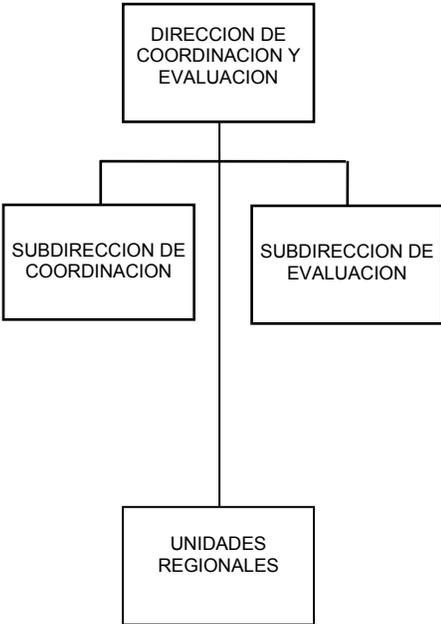 DIRECCION DE
COORDINACION Y
EVALUACION
SUBDIRECCION DE
COORDINACION
SUBDIRECCION DE
EVALUACION
UNIDADES
REGIONALES